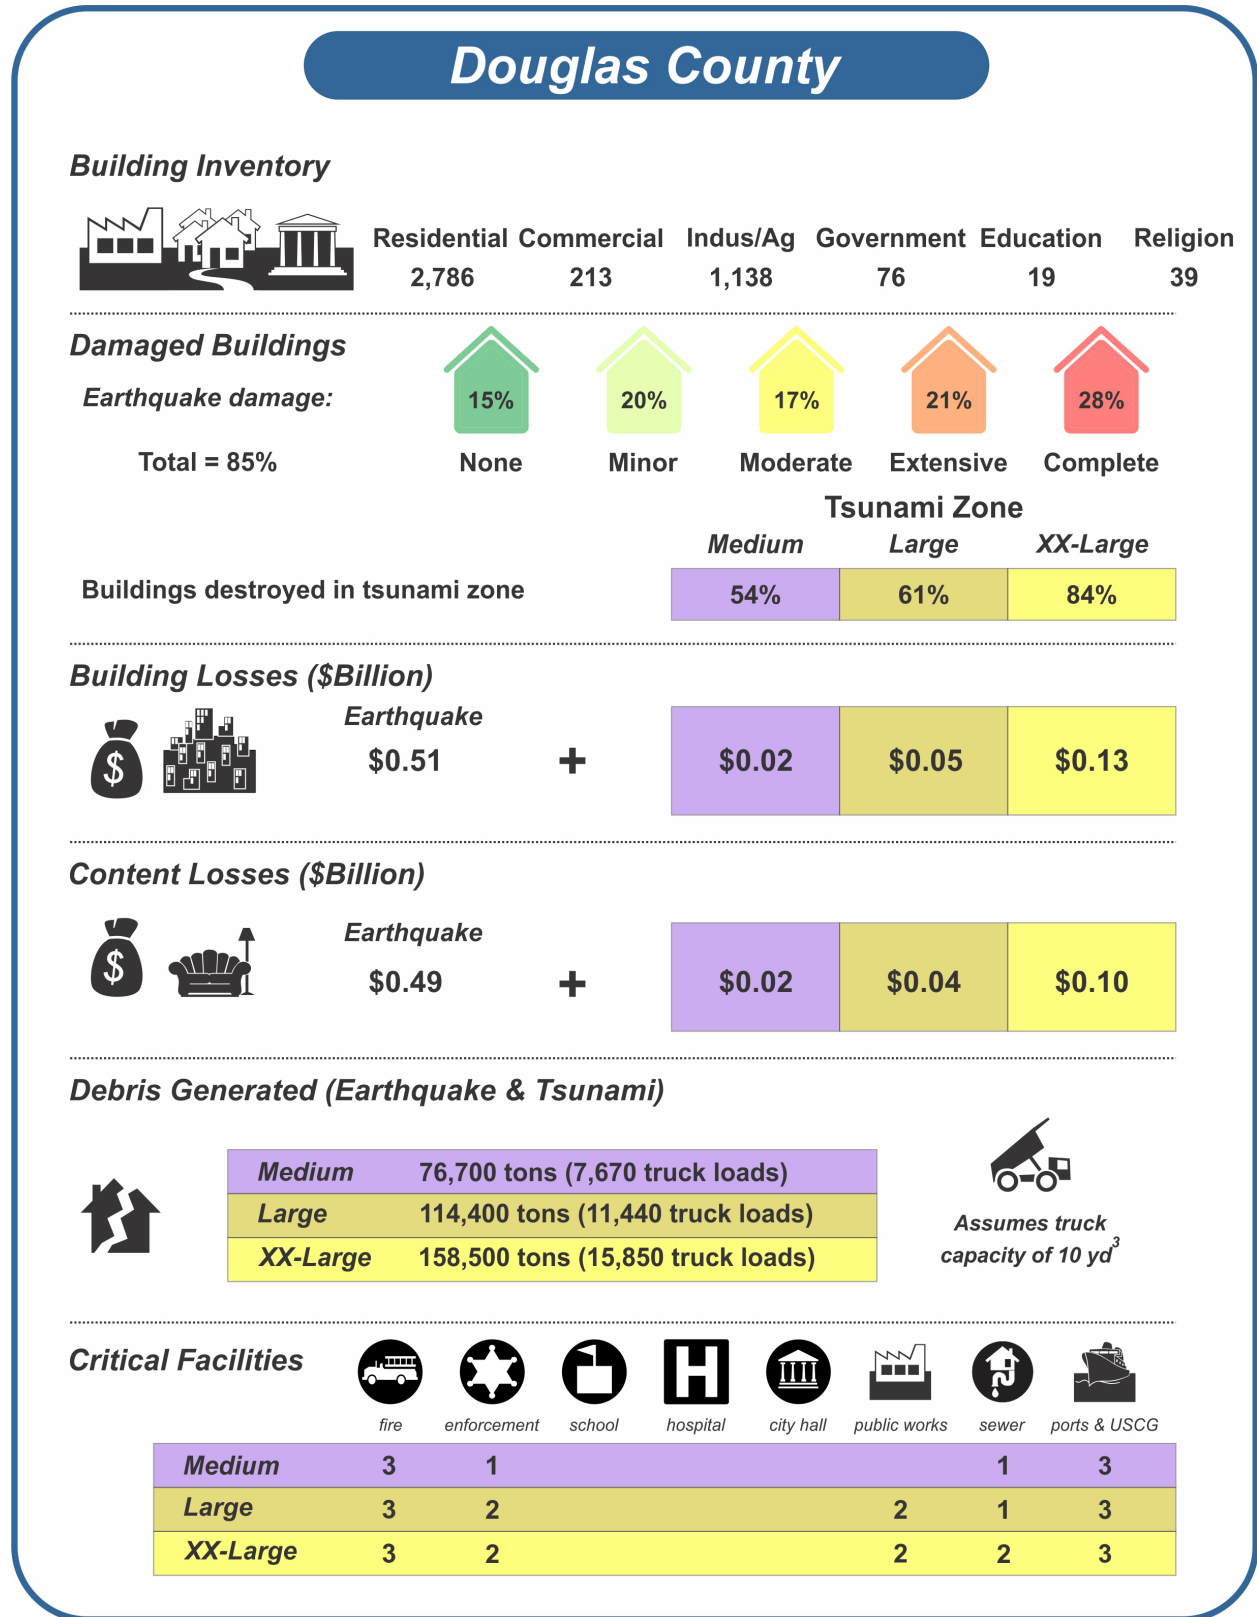 Douglas County
Building Inventory
Residential Commercial Indus/Ag Government Education Religion
2,786 213 1,138 76 19 39
Damaged Buildings
Earthquake damage:
15% 20% 17% 21% 28%
Total = 85%
None Minor Moderate Extensive Complete
Tsunami Zone
Medium Large XX-Large
Buildings destroyed in tsunami zone
54% 61% 84%
Building Losses ($Billion)
Earthquake
$
$0.51 + $0.02 $0.05 $0.13
Content Losses ($Billion)
Earthquake
$
$0.49 + $0.02 $0.04 $0.10
Debris Generated (Earthquake & Tsunami)
Medium 76,700 tons (7,670 truck loads)
Large 114,400 tons (11,440 truck loads)
XX-Large 158,500 tons (15,850 truck loads)
Assumes truck
capacity of 10 yd³
Critical Facilities
H
fire enforcement school hospital city hall public works sewer ports & USCG
Medium 3 1 1 3
Large 3 2 2 1 3
XX-Large 3 2 2 2 3